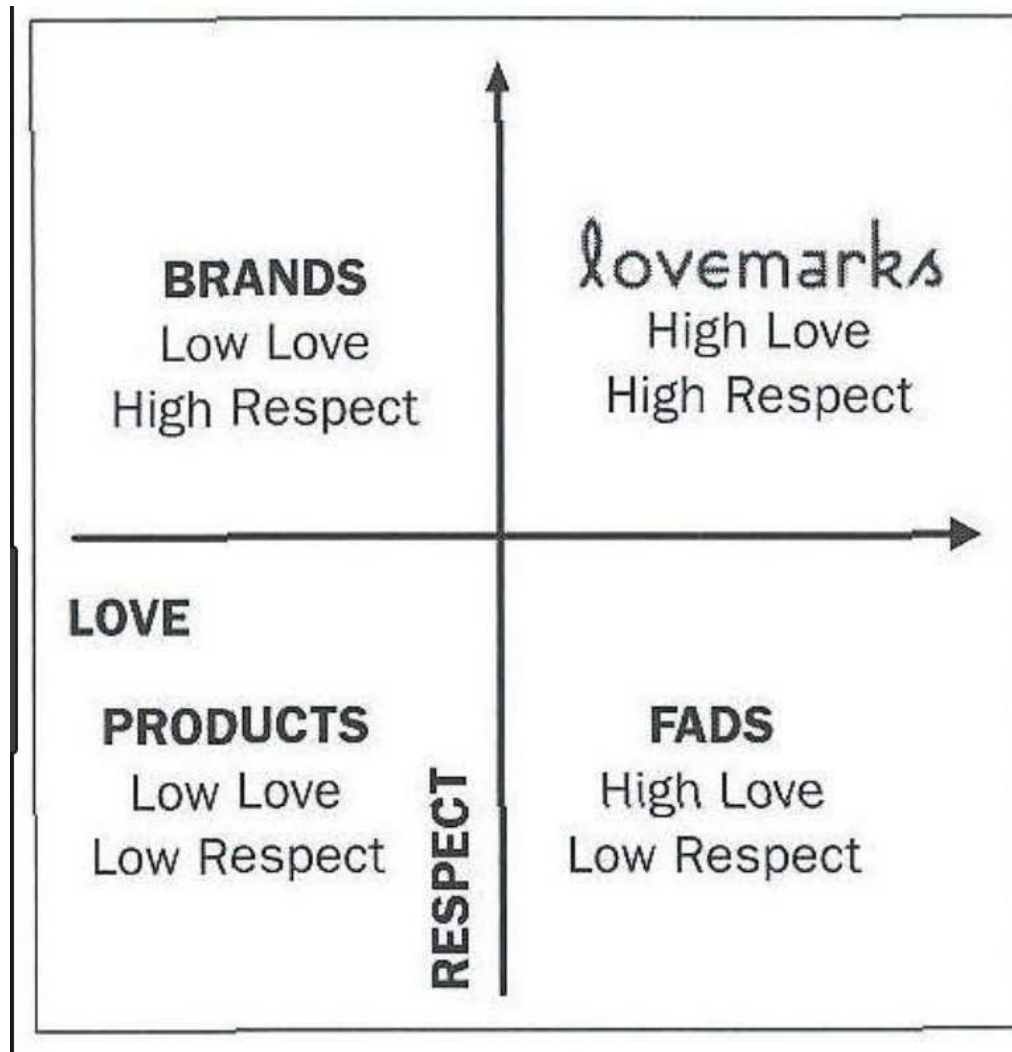 BRANDS
Low Love
High Respect
lovemarks
High Love
High Respect
LOVE
PRODUCTS
Low Love
Low Respect
RESPECT
FADS
High Love
Low Respect